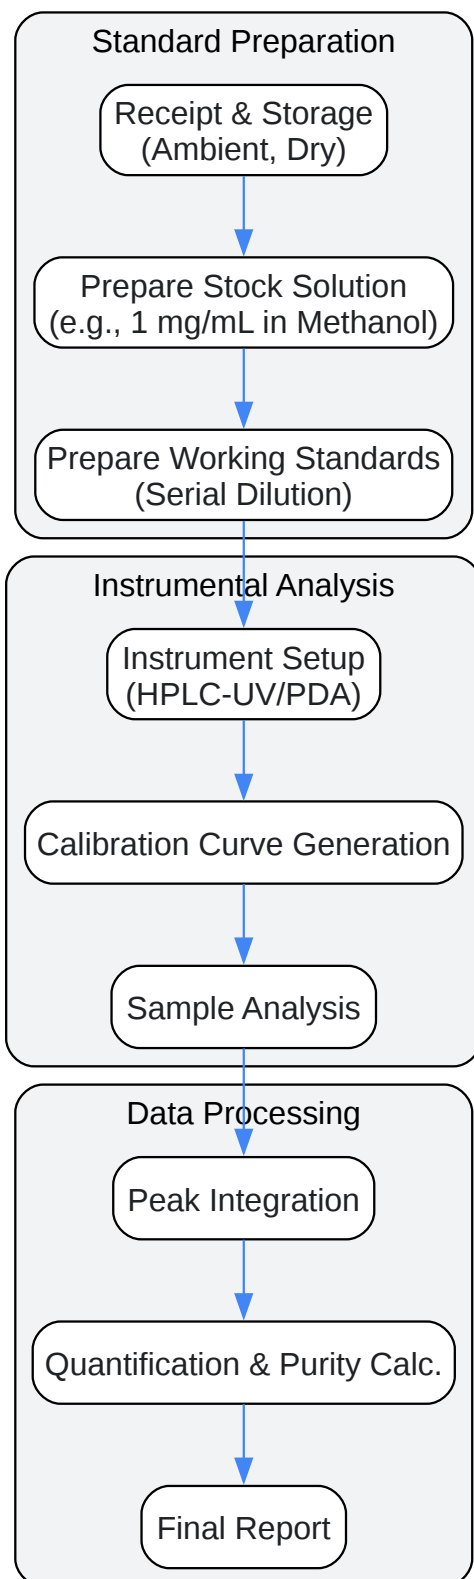 Standard Preparation
Receipt & Storage
(Ambient, Dry)
Prepare Stock Solution
(e.g., 1 mg/mL in Methanol)
Prepare Working Standards
(Serial Dilution)
Instrumental Analysis
Instrument Setup
(HPLC-UV/PDA)
Calibration Curve Generation
Sample Analysis
Data Processing
Peak Integration
Quantification & Purity Calc.
Final Report